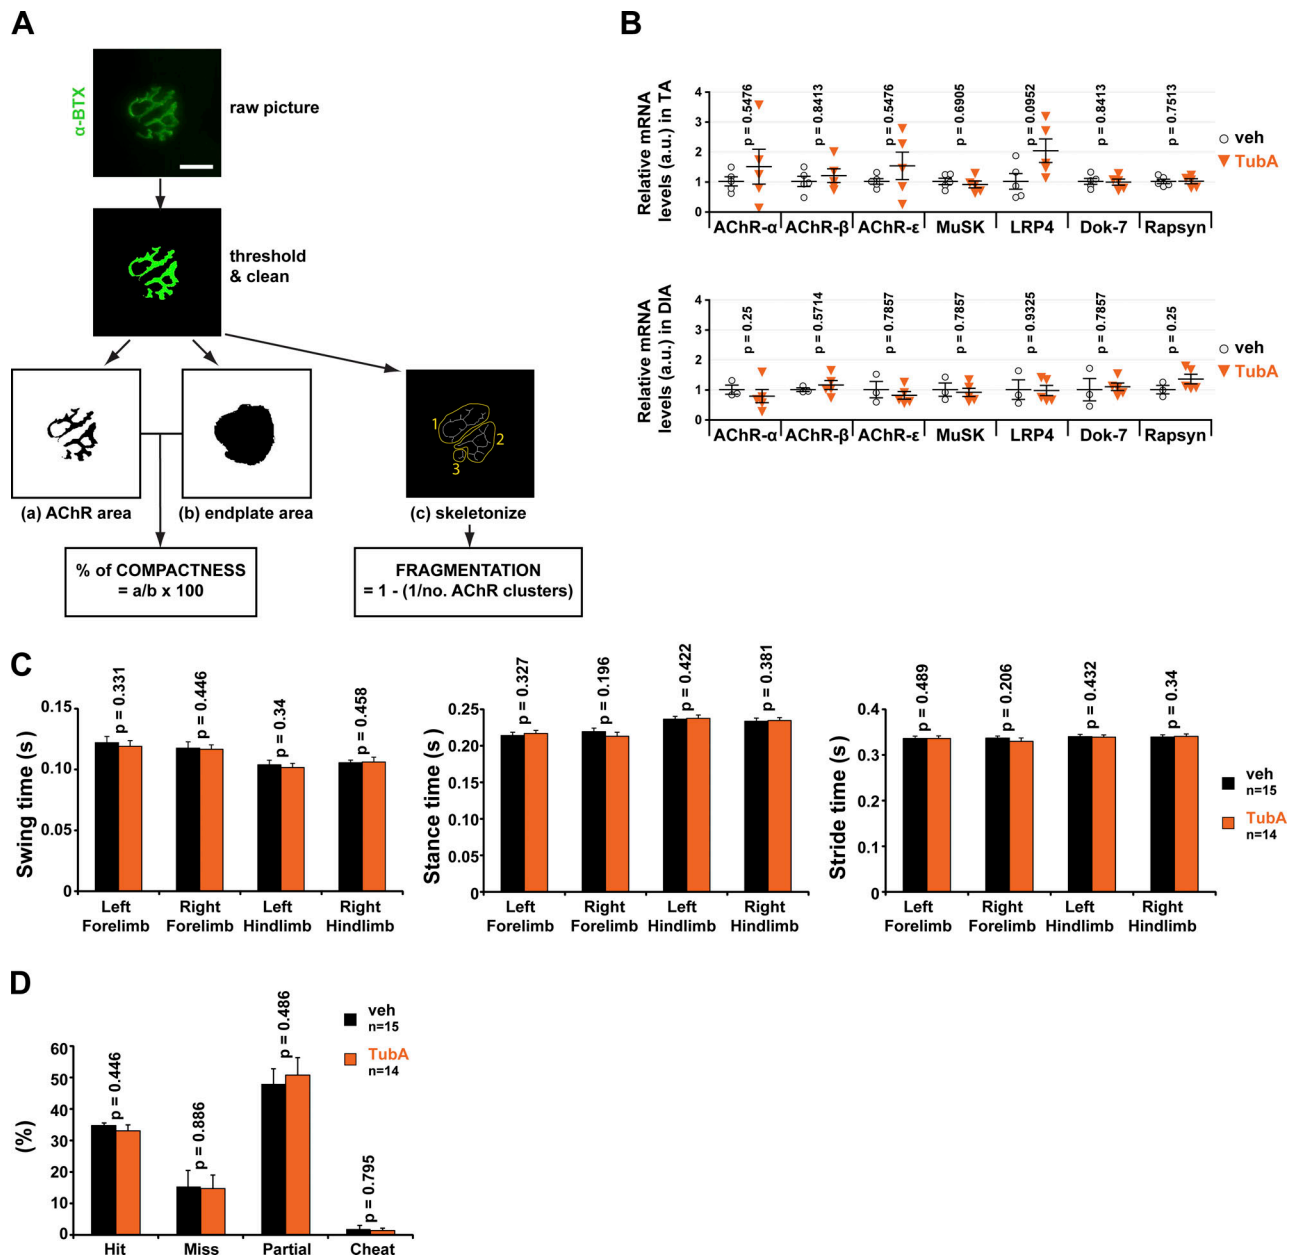 A
α-BTX
raw picture
threshold
& clean
1
2
3
(a) AChR area
(b) endplate area
(c) skeletonize
% of COMPACTNESS
= a/b x 100
FRAGMENTATION
= 1 - (1/no. AChR clusters)
B
Relative mRNA
levels (a.u.) in TA
4
3
2
1
0
p = 0.5476
p = 0.8413
p = 0.5476
p = 0.6905
p = 0.0952
p = 0.8413
p = 0.7513
AChR-α
AChR-β
AChR-ε
MuSK
LRP4
Dok-7
Rapsyn
veh
TubA
Relative mRNA
levels (a.u.) in DIA
4
3
2
1
0
p = 0.25
p = 0.5714
p = 0.7857
p = 0.7857
p = 0.9325
p = 0.7857
p = 0.25
AChR-α
AChR-β
AChR-ε
MuSK
LRP4
Dok-7
Rapsyn
veh
TubA
C
Swing time (s)
0.15
0.10
0.05
0
p = 0.331
p = 0.446
p = 0.34
p = 0.458
Left
Forelimb
Right
Forelimb
Left
Hindlimb
Right
Hindlimb
Stance time (s)
0.25
0.20
0.15
0.10
0.05
0
p = 0.327
p = 0.196
p = 0.422
p = 0.381
Left
Forelimb
Right
Forelimb
Left
Hindlimb
Right
Hindlimb
Stride time (s)
0.4
0.3
0.2
0.1
0
p = 0.489
p = 0.206
p = 0.432
p = 0.34
Left
Forelimb
Right
Forelimb
Left
Hindlimb
Right
Hindlimb
veh
n=15
TubA
n=14
D
(%)
60
50
40
30
20
10
0
p = 0.446
p = 0.886
p = 0.486
p = 0.795
Hit
Miss
Partial
Cheat
veh
n=15
TubA
n=14